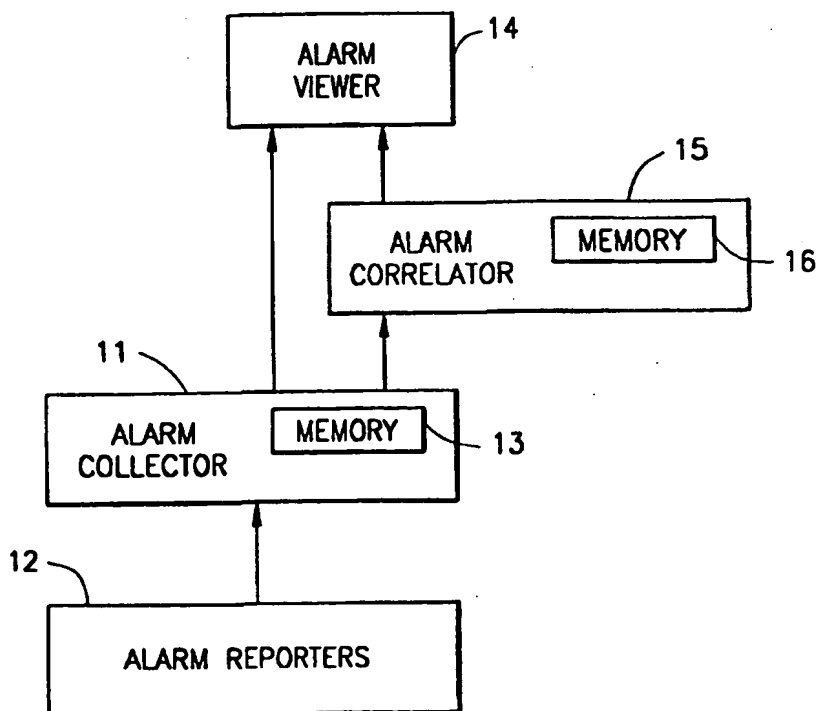 14
ALARM
VIEWER
15
ALARM
CORRELATOR
MEMORY
16
11
ALARM
COLLECTOR
MEMORY
13
12
ALARM REPORTERS